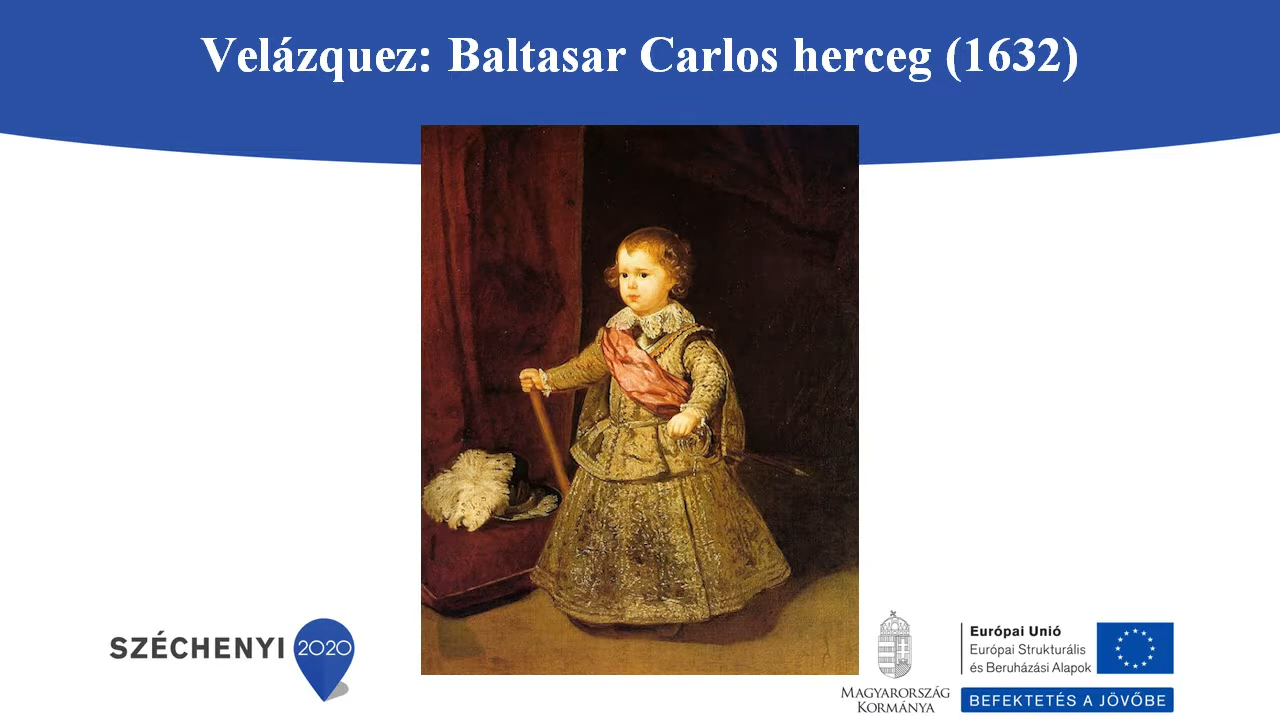 Velázquez: Baltasar Carlos herceg (1632)
SZÉCHENYI 2020
MAGYARORSZÁG
KORMÁNYA
Európai Unió
Európai Strukturális
és Beruházási Alapok
BEFEKTETÉS A JÖVŐBE